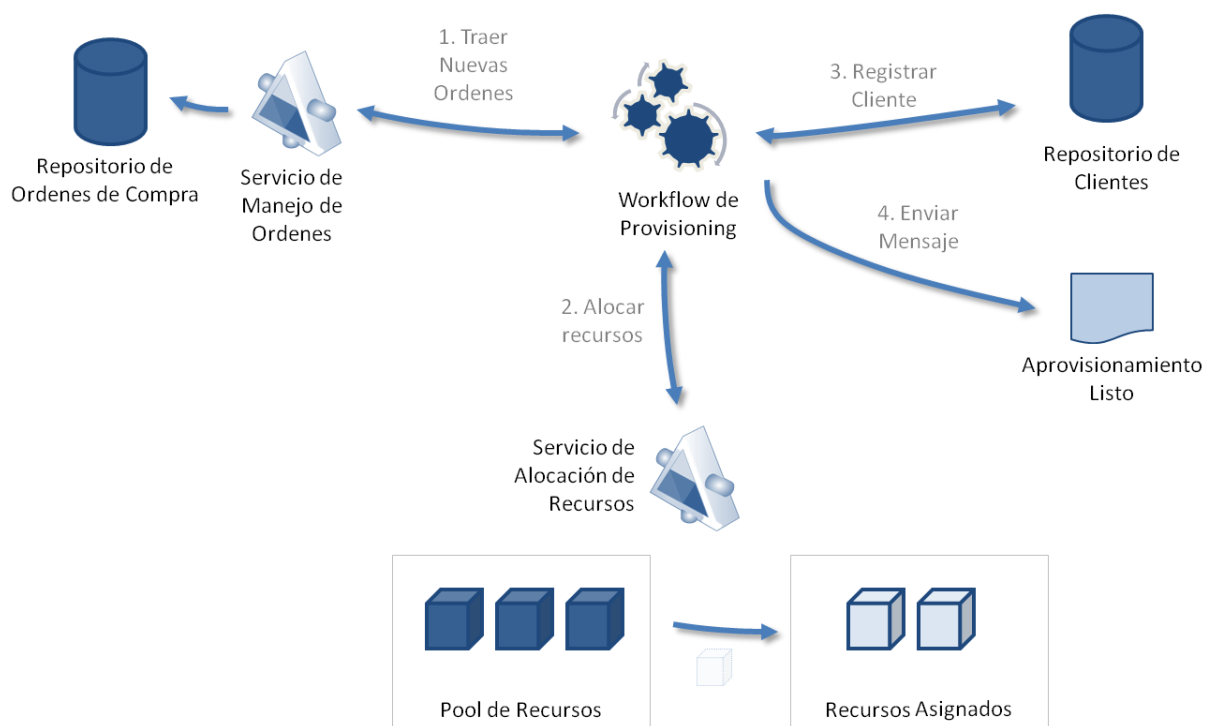 1. Traer
Nuevas
Ordenes
3. Registrar
Cliente
Repositorio de
Ordenes de Compra
Servicio de
Manejo de
Ordenes
Workflow de
Provisioning
Repositorio de
Clientes
4. Enviar
Mensaje
2. Alocar
recursos
Aprovisionamiento
Listo
Servicio de
Alocación de
Recursos
Pool de Recursos
Recursos Asignados